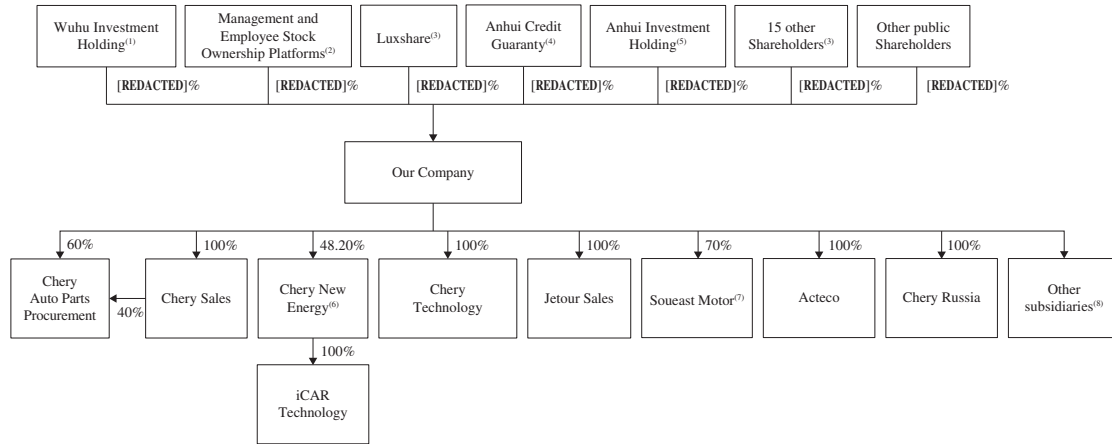 Wuhu Investment
Holding(1)
Management and
Employee Stock
Ownership Platforms(2)
Luxshare(3)
Anhui Credit
Guaranty(4)
Anhui Investment
Holding(5)
15 other
Shareholders(3)
Other public
Shareholders
[REDACTED]%
[REDACTED]%
[REDACTED]%
[REDACTED]%
[REDACTED]%
[REDACTED]%
[REDACTED]%
Our Company
60%
100%
48.20%
100%
100%
70%
100%
100%
Chery
Auto Parts
Procurement
40%
Chery Sales
Chery New
Energy(6)
Chery
Technology
Jetour Sales
Soueast Motor(7)
Acteco
Chery Russia
Other
subsidiaries(8)
100%
iCAR
Technology